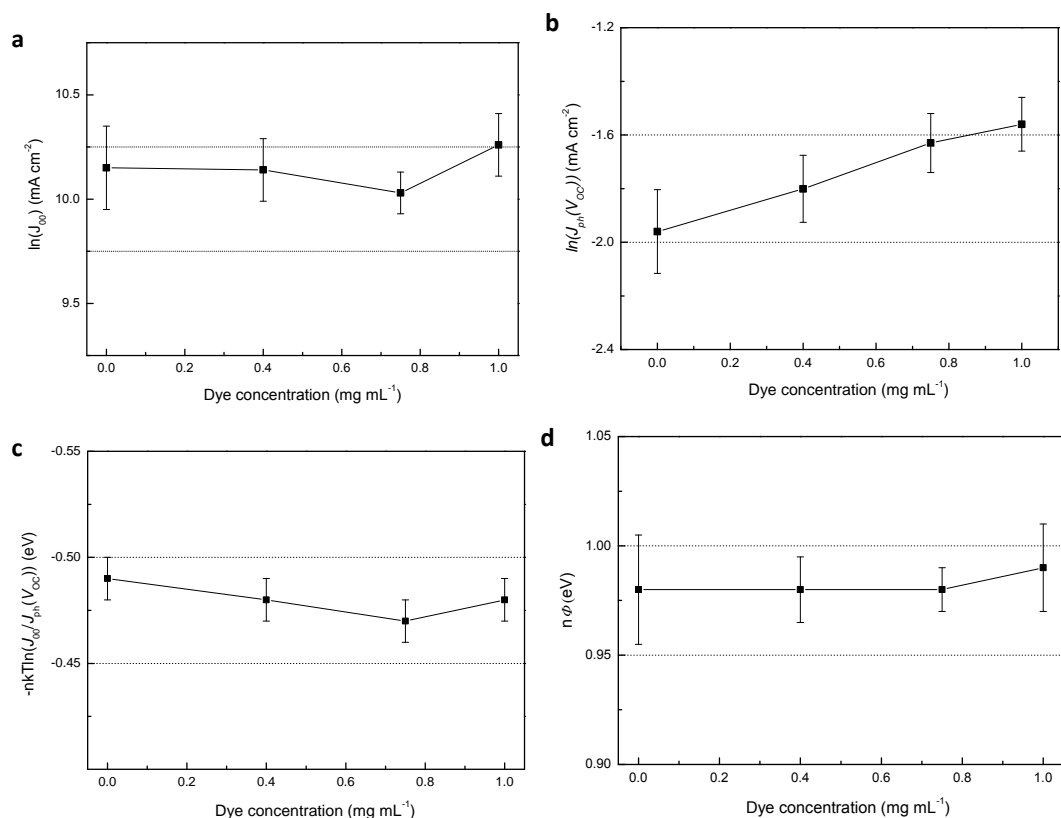 a
10.5
10.0
9.5
ln(J₀₀) (mA cm⁻²)
0.0 0.2 0.4 0.6 0.8 1.0
Dye concentration (mg mL⁻¹)
b
-1.2
-1.6
-2.0
-2.4
ln(Jₚₕ(V_OC)) (mA cm⁻²)
0.0 0.2 0.4 0.6 0.8 1.0
Dye concentration (mg mL⁻¹)
c
-0.55
-0.50
-0.45
-nkTln(J₀₀/Jₚₕ(V_OC)) (eV)
0.0 0.2 0.4 0.6 0.8 1.0
Dye concentration (mg mL⁻¹)
d
1.05
1.00
0.95
0.90
nΦ (eV)
0.0 0.2 0.4 0.6 0.8 1.0
Dye concentration (mg mL⁻¹)